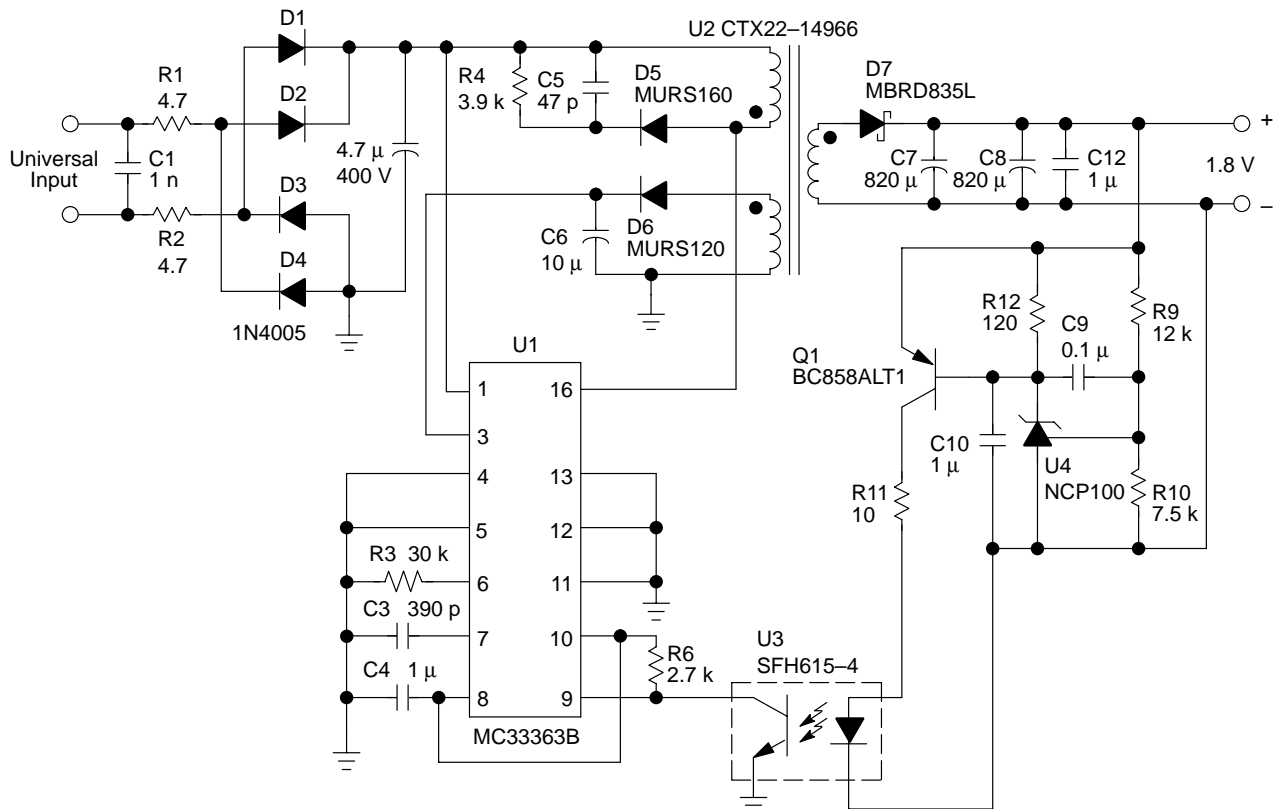 D1
U2 CTX22–14966
R1
4.7
D2
R4
3.9 k
C5
47 p
D5
MURS160
D7
MBRD835L
Universal
Input
C1
1 n
4.7 μ
400 V
C7
820 μ
C8
820 μ
C12
1 μ
+
1.8 V
–
D3
R2
4.7
D4
1N4005
C6
10 μ
D6
MURS120
R12
120
C9
0.1 μ
R9
12 k
U1
Q1
BC858ALT1
1
16
3
4
13
C10
1 μ
U4
NCP100
R10
7.5 k
R11
10
5
12
R3 30 k
6
11
C3 390 p
7
10
C4 1 μ
8
9
R6
2.7 k
U3
SFH615–4
MC33363B